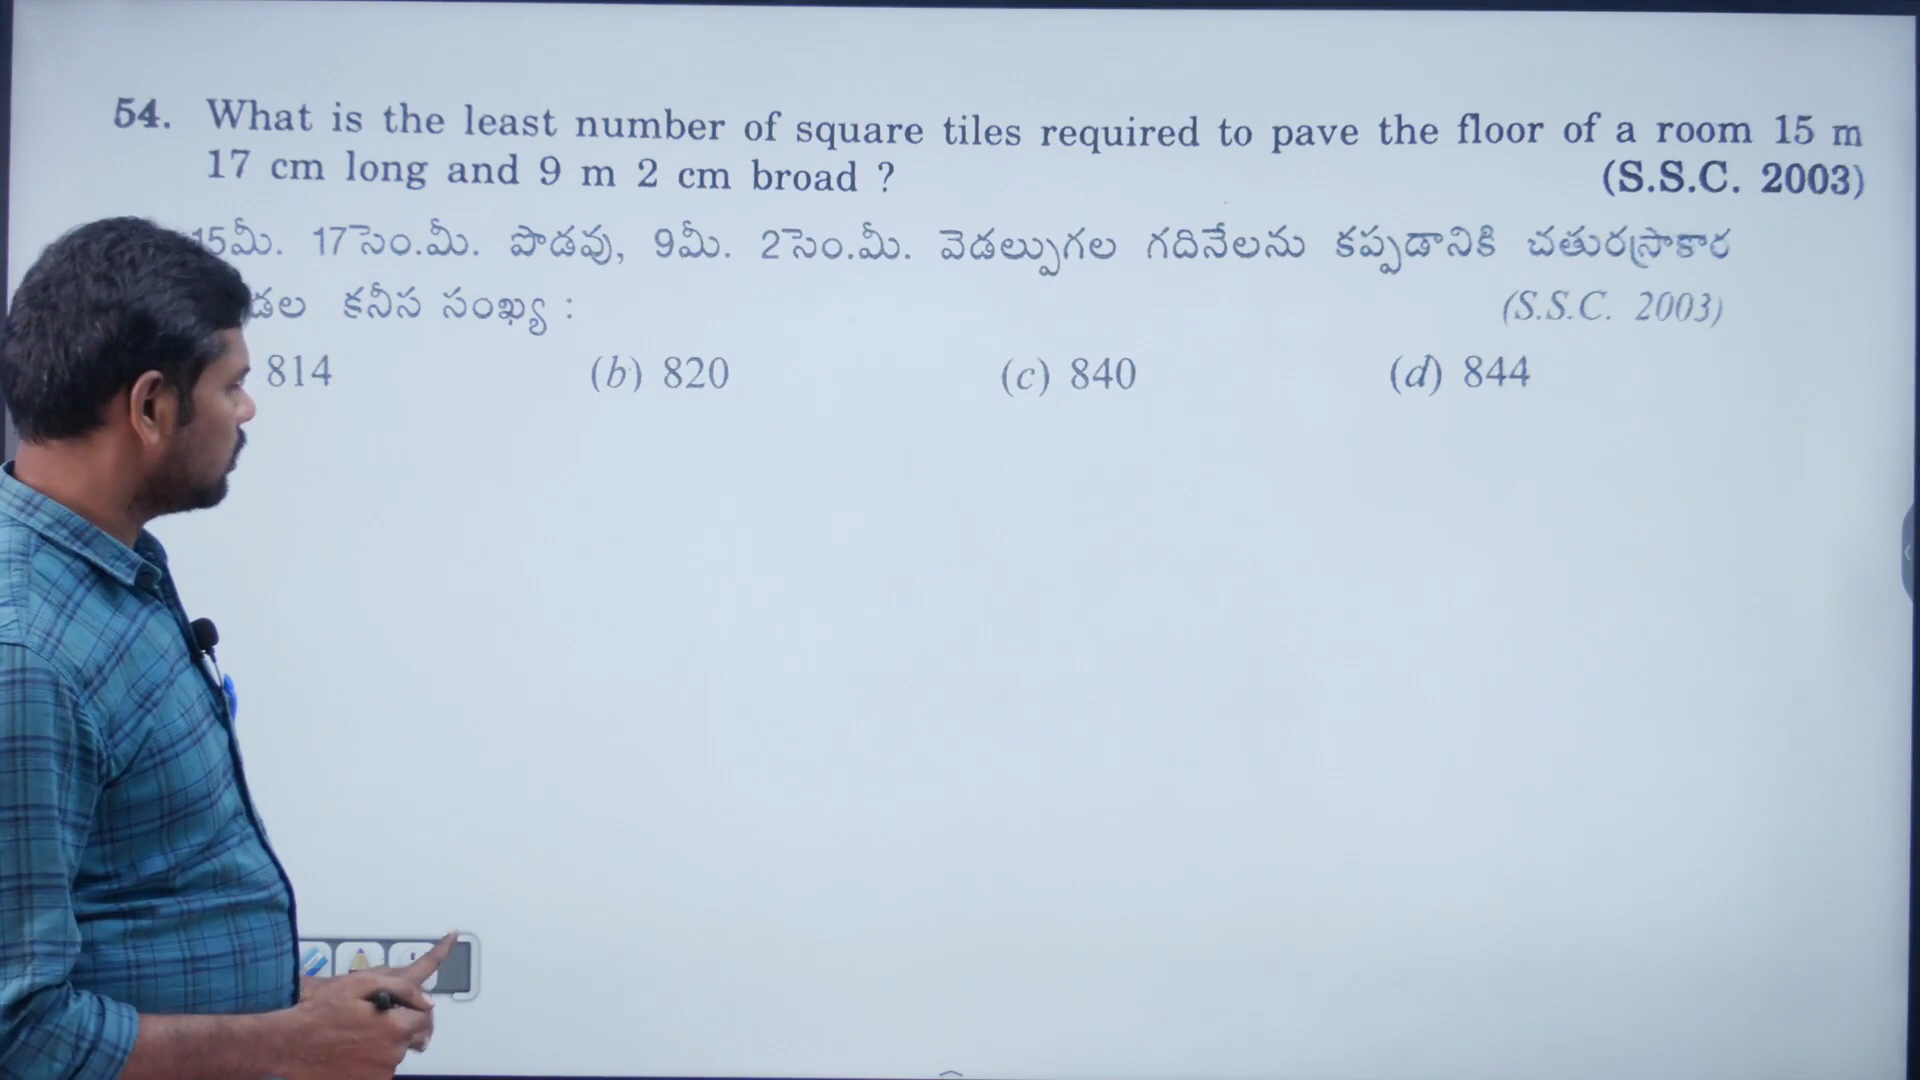 54. What is the least number of square tiles required to pave the floor of a room 15 m
17 cm long and 9 m 2 cm broad ?
(S.S.C. 2003)
15మీ. 17సెం.మీ. పొడవు, 9మీ. 2సెం.మీ. వెడల్పుగల గదినేలను కప్పడానికి చతురస్రాకార
కనీస సంఖ్య :
(S.S.C. 2003)
814 (b) 820 (c) 840 (d) 844